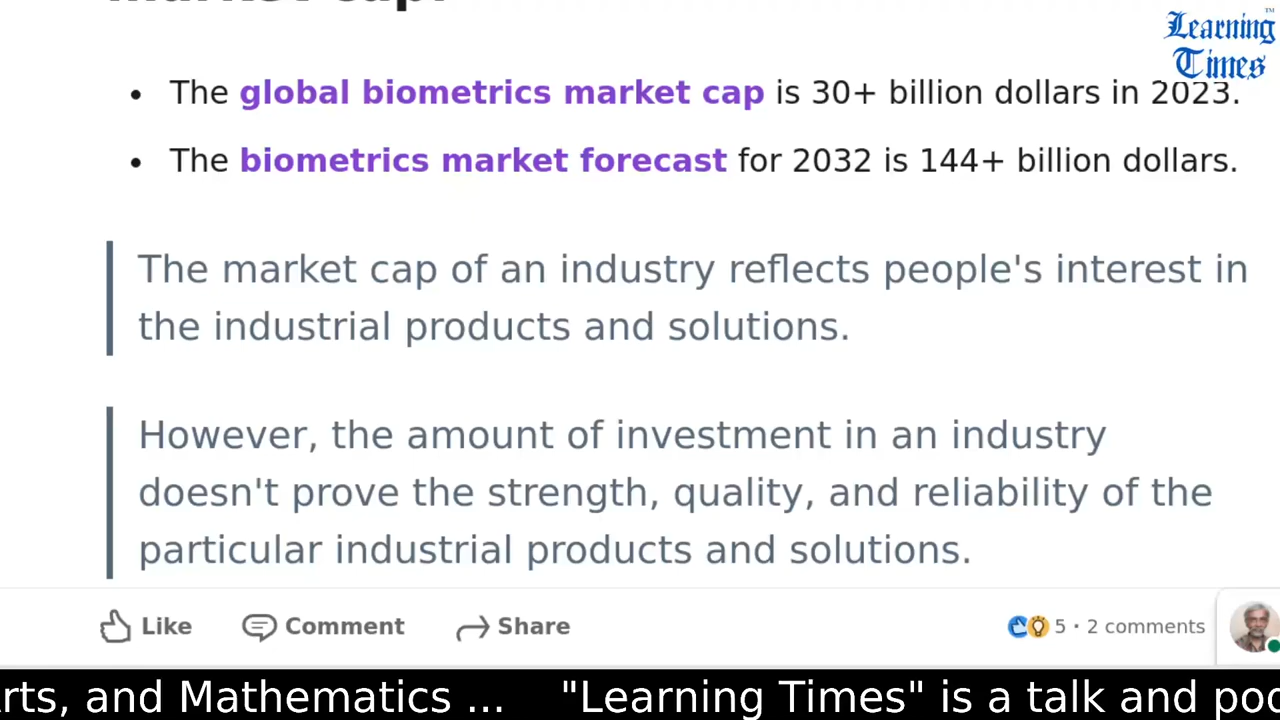 market cap:
Learning
Times
• The global biometrics market cap is 30+ billion dollars in 2023.
• The biometrics market forecast for 2032 is 144+ billion dollars.
The market cap of an industry reflects people's interest in
the industrial products and solutions.
However, the amount of investment in an industry
doesn't prove the strength, quality, and reliability of the
particular industrial products and solutions.
Like Comment Share 5 · 2 comments
rts, and Mathematics ... "Learning Times" is a talk and